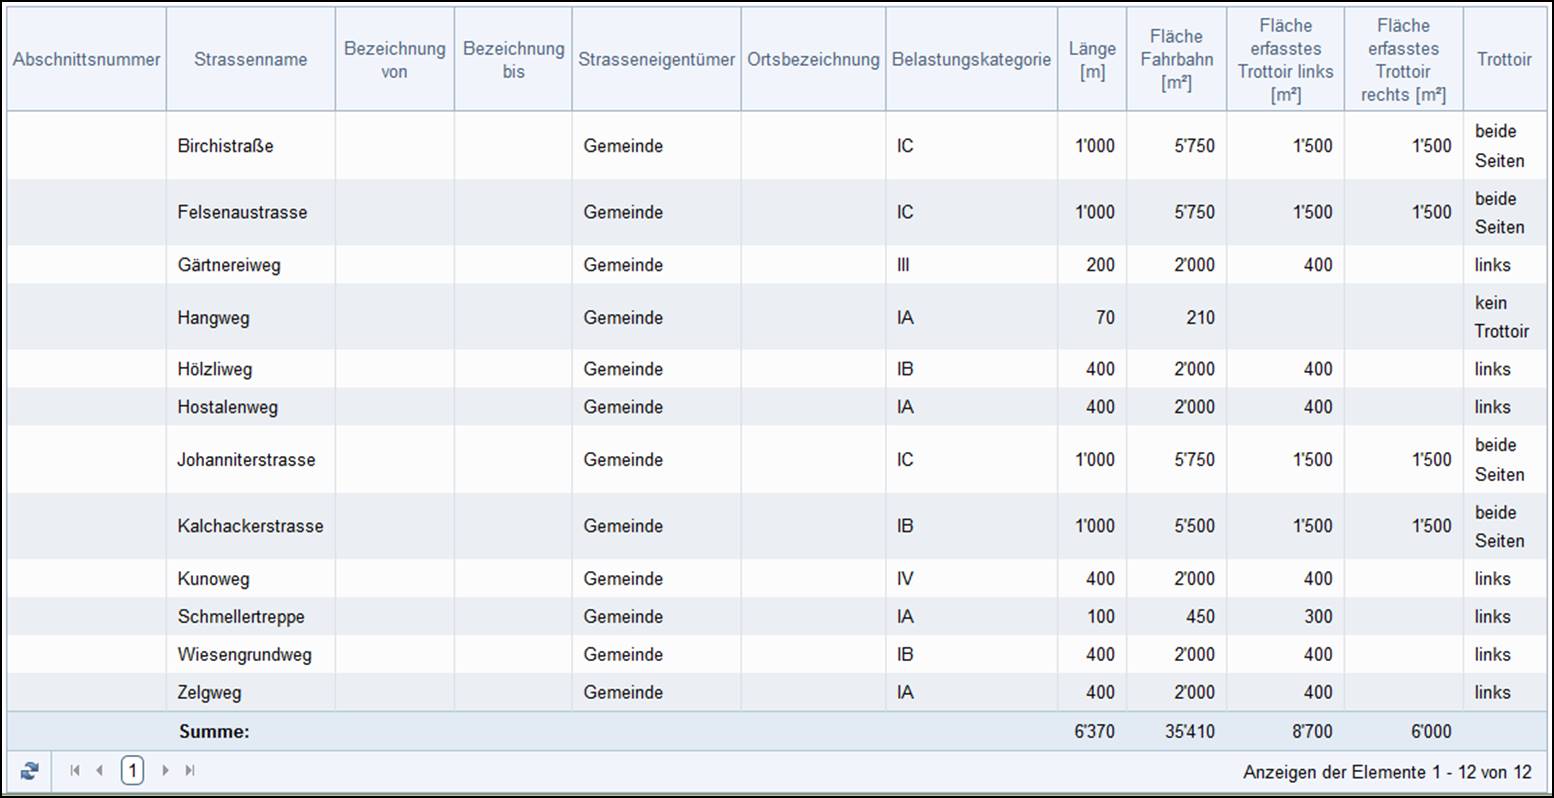 Abschnittsnummer Strassenname Bezeichnung von Bezeichnung bis Strasseneigentümer Ortsbezeichnung Belastungskategorie Länge [m] Fläche Fahrbahn [m²] Fläche erfasstes Trottoir links [m²] Fläche erfasstes Trottoir rechts [m²] Trottoir
Birchistraße Gemeinde IC 1'000 5'750 1'500 1'500 beide Seiten
Felsenaustrasse Gemeinde IC 1'000 5'750 1'500 1'500 beide Seiten
Gärtnereiweg Gemeinde III 200 2'000 400 links
Hangweg Gemeinde IA 70 210 kein Trottoir
Hölzliweg Gemeinde IB 400 2'000 400 links
Hostalenweg Gemeinde IA 400 2'000 400 links
Johanniterstrasse Gemeinde IC 1'000 5'750 1'500 1'500 beide Seiten
Kalchackerstrasse Gemeinde IB 1'000 5'500 1'500 1'500 beide Seiten
Kunoweg Gemeinde IV 400 2'000 400 links
Schmellertreppe Gemeinde IA 100 450 300 links
Wiesengrundweg Gemeinde IB 400 2'000 400 links
Zelgweg Gemeinde IA 400 2'000 400 links
Summe: 6'370 35'410 8'700 6'000
1 Anzeigen der Elemente 1 - 12 von 12